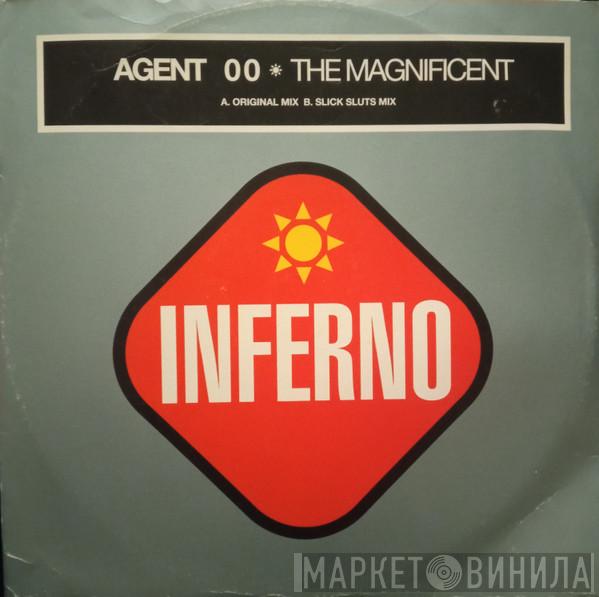 AGENT 00 ☀ THE MAGNIFICENT
A. ORIGINAL MIX B. SLICK SLUTS MIX
INFERNO
МАРКЕТ ВИНИЛА